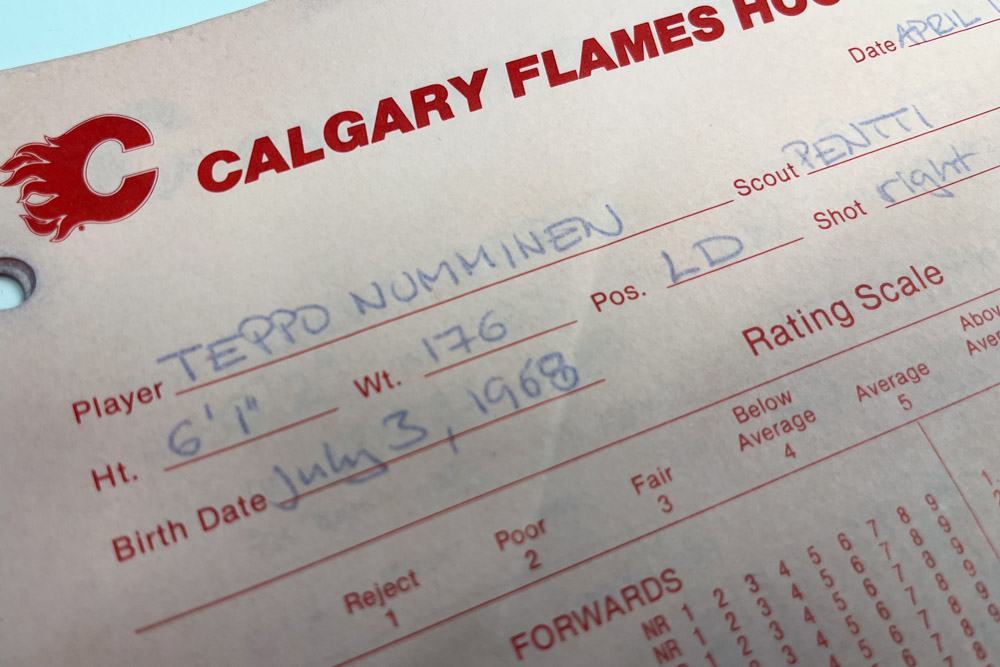 CALGARY FLAMES
Date APRIL
Scout PENTTI
Player TEPPO NUMMINEN
Pos. LD Shot right
Ht. 6' 1" Wt. 176
Birth Date July 3, 1968
Rating Scale
Reject Poor Fair Below Average Average
1 2 3 4 5
FORWARDS
NR 1 2 3 4 5 6 7 8 9
NR 1 2 3 4 5 6 7 8 9